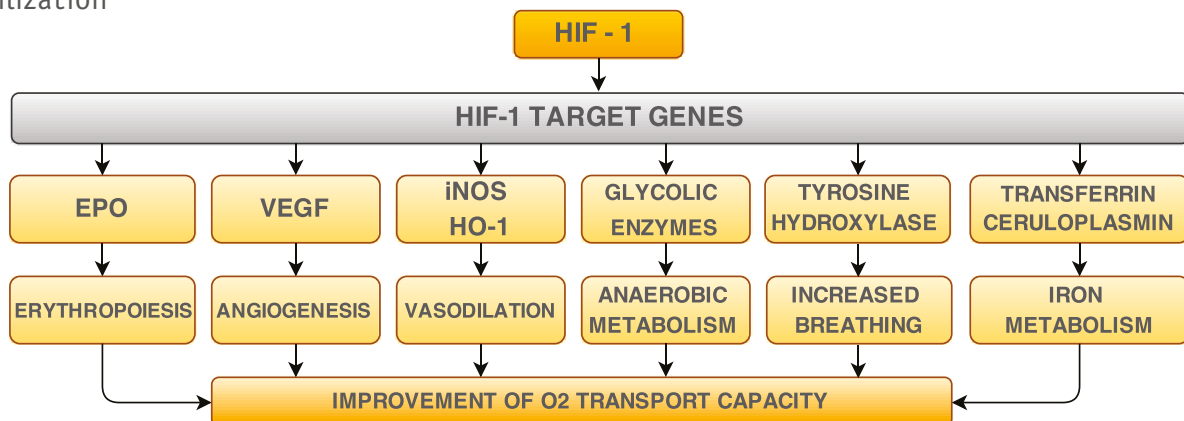 HIF - 1
HIF-1 TARGET GENES
EPO
VEGF
iNOS
HO-1
GLYCOLIC
ENZYMES
TYROSINE
HYDROXYLASE
TRANSFERRIN
CERULOPLASMIN
ERYTHROPOIESIS
ANGIOGENESIS
VASODILATION
ANAEROBIC
METABOLISM
INCREASED
BREATHING
IRON
METABOLISM
IMPROVEMENT OF O2 TRANSPORT CAPACITY